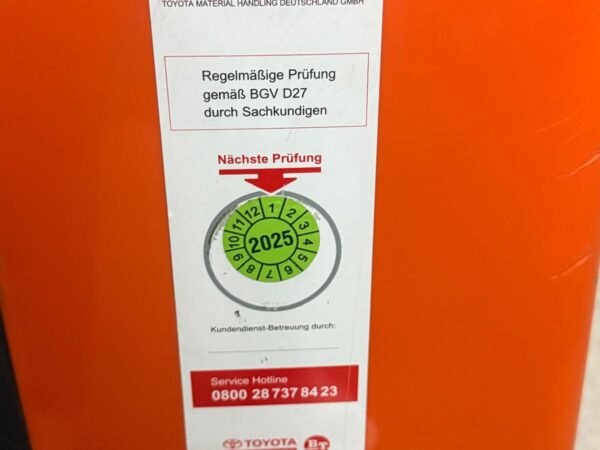 TOYOTA MATERIAL HANDLING DEUTSCHLAND GMBH
Regelmäßige Prüfung
gemäß BGV D27
durch Sachkundigen
Nächste Prüfung
1
2
3
4
5
6
7
8
9
10
11
12
2025
Kundendienst-Betreuung durch:
Service Hotline
0800 28 737 84 23
TOYOTA
BT